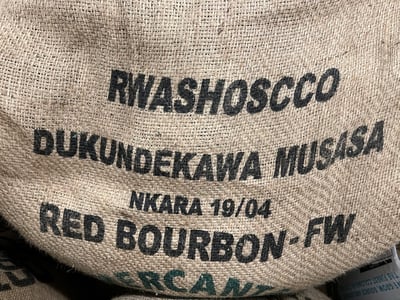 RWASHOSCCO
DUKUNDEKAWA MUSASA
NKARA 19/04
RED BOURBON-FW